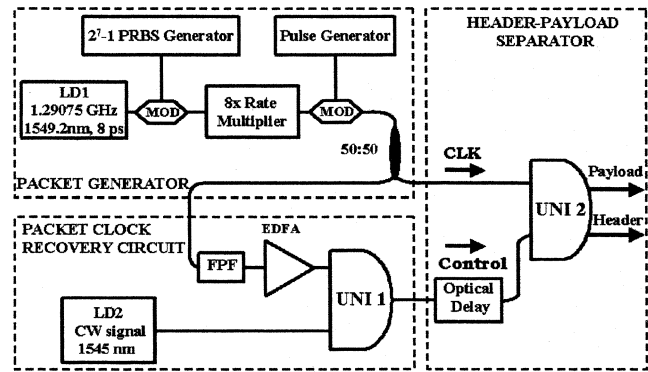 2⁷-1 PRBS Generator
Pulse Generator
HEADER-PAYLOAD
SEPARATOR
LD1
1.29075 GHz
1549.2nm, 8 ps
MOD
8x Rate
Multiplier
MOD
50:50
PACKET GENERATOR
CLK
Payload
UNI 2
Header
PACKET CLOCK
RECOVERY CIRCUIT
EDFA
FPF
UNI 1
Control
Optical
Delay
LD2
CW signal
1545 nm